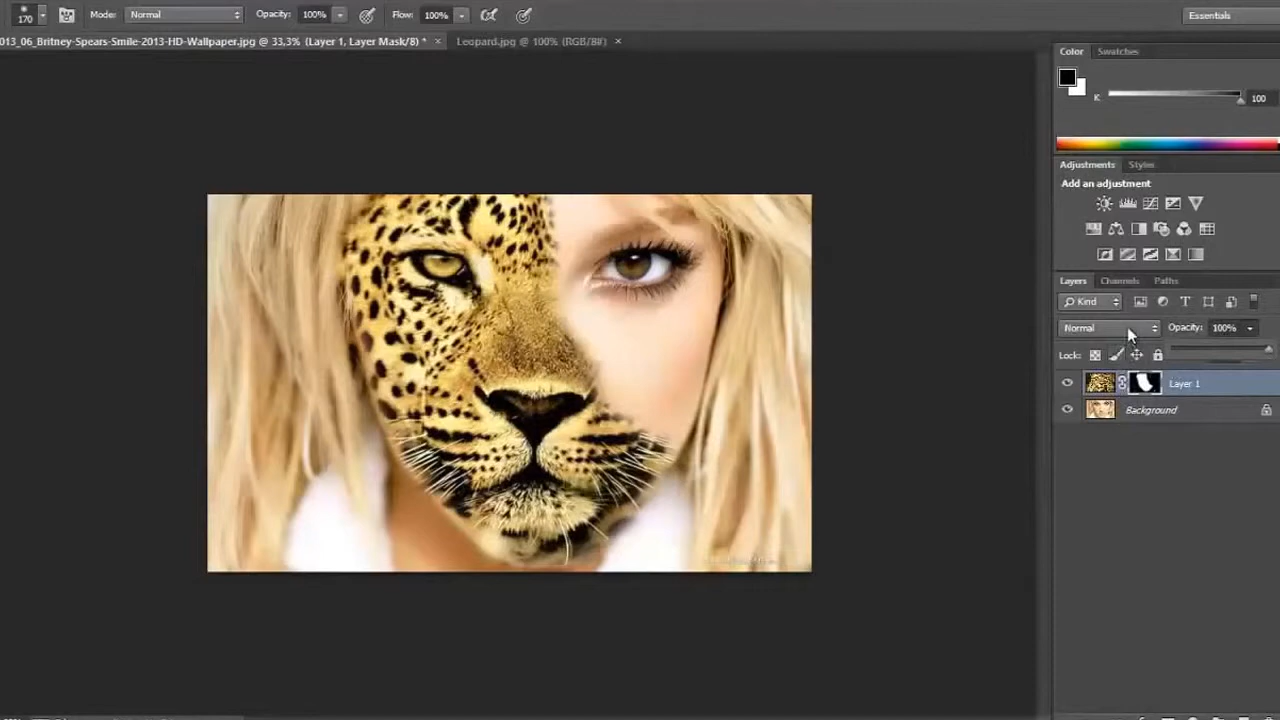 170 Mode: Normal Opacity: 100% Flow: 100% Essentials
013_06_Britney-Spears-Smile-2013-HD-Wallpaper.jpg @ 33,3% (Layer 1, Layer Mask/8) * × Leopard.jpg @ 100% (RGB/8#) ×
Color Swatches
K: 100
Adjustments Styles
Add an adjustment
Layers Channels Paths
Kind
Normal Opacity: 100%
Lock:
Layer 1
Background